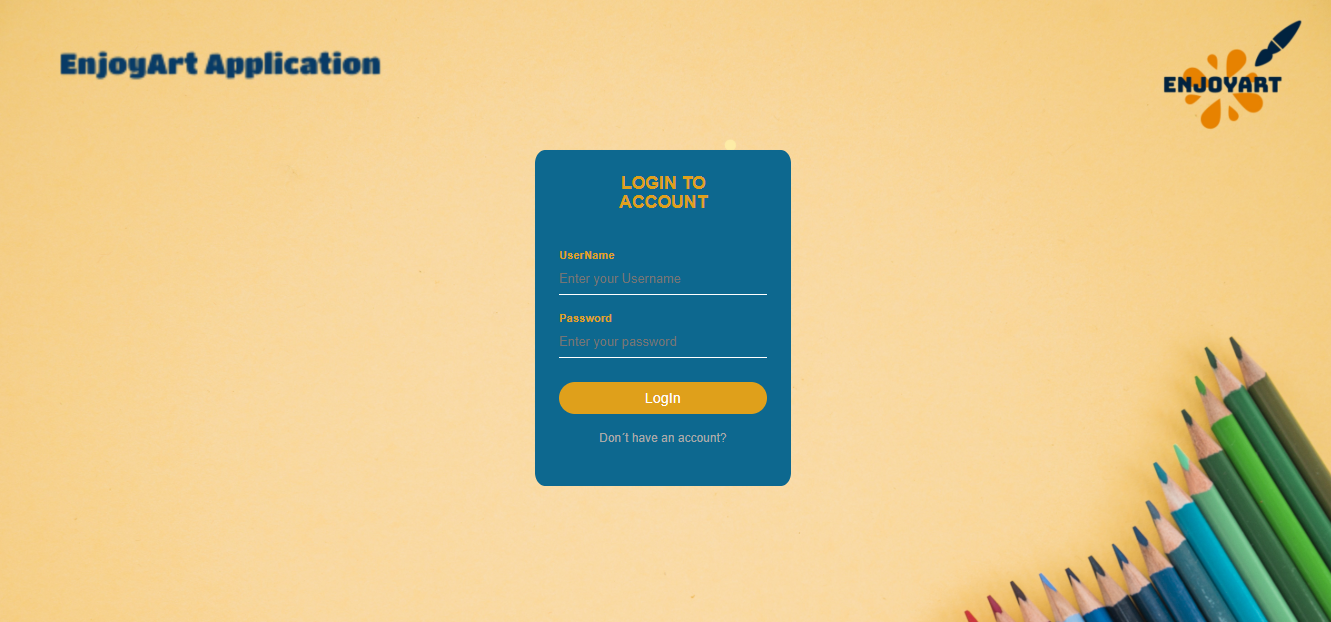 EnjoyArt Application
ENJOYART
LOGIN TO
ACCOUNT
UserName
Enter your Username
Password
Enter your password
LogIn
Don´t have an account?